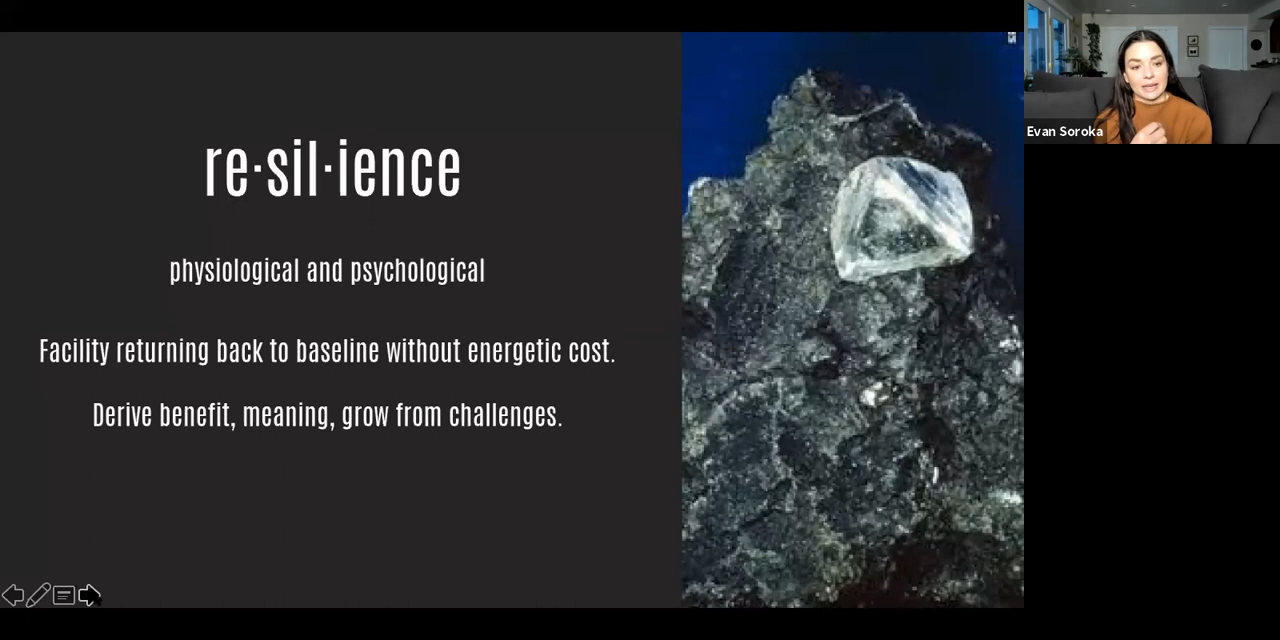 re·sil·ience
physiological and psychological
Facility returning back to baseline without energetic cost.
Derive benefit, meaning, grow from challenges.
Evan Soroka